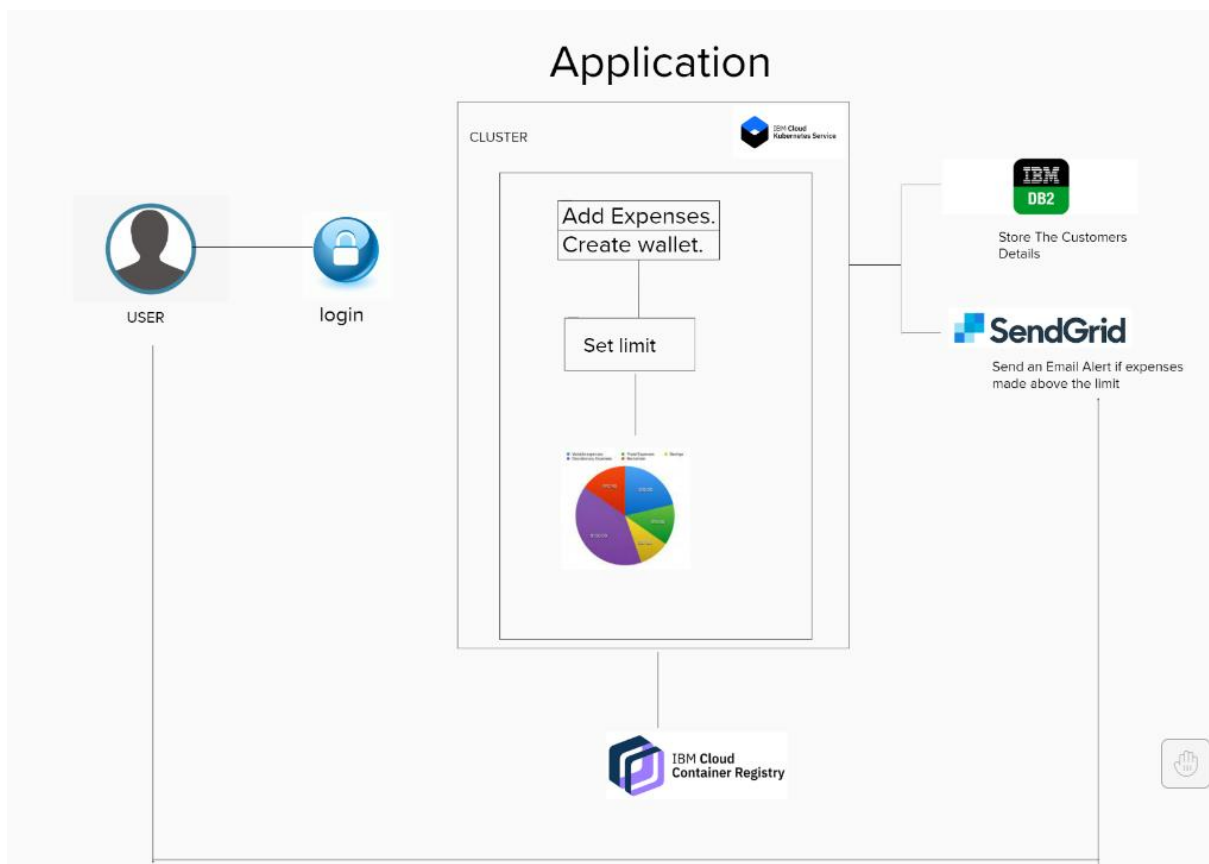 Application
CLUSTER
IBM Cloud
Kubernetes Service
Add Expenses.
Create wallet.
Set limit
USER
login
IBM
DB2
Store The Customers
Details
SendGrid
Send an Email Alert if expenses
made above the limit
IBM Cloud
Container Registry